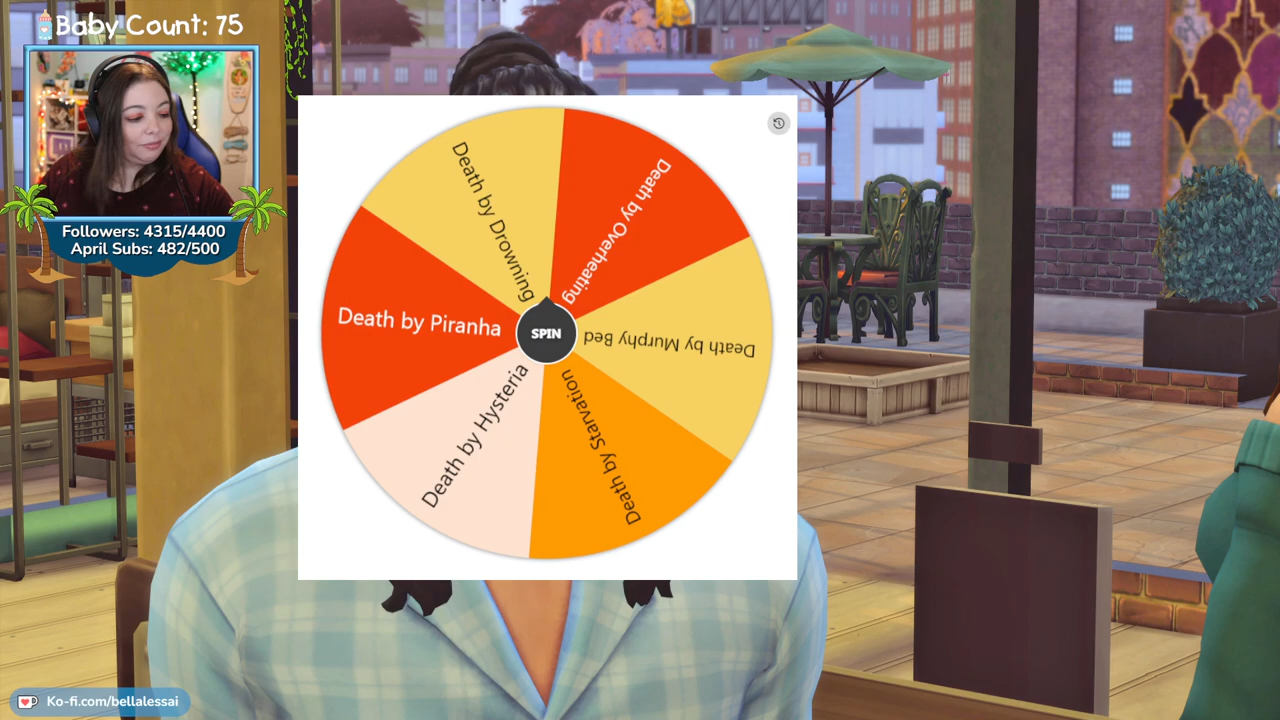 Baby Count: 75
Followers: 4315/4400
April Subs: 482/500
Death by Drowning
Death by Overheating
Death by Piranha
SPIN
Death by Murphy Bed
Death by Hysteria
Death by Starvation
Ko-fi.com/bellalessai